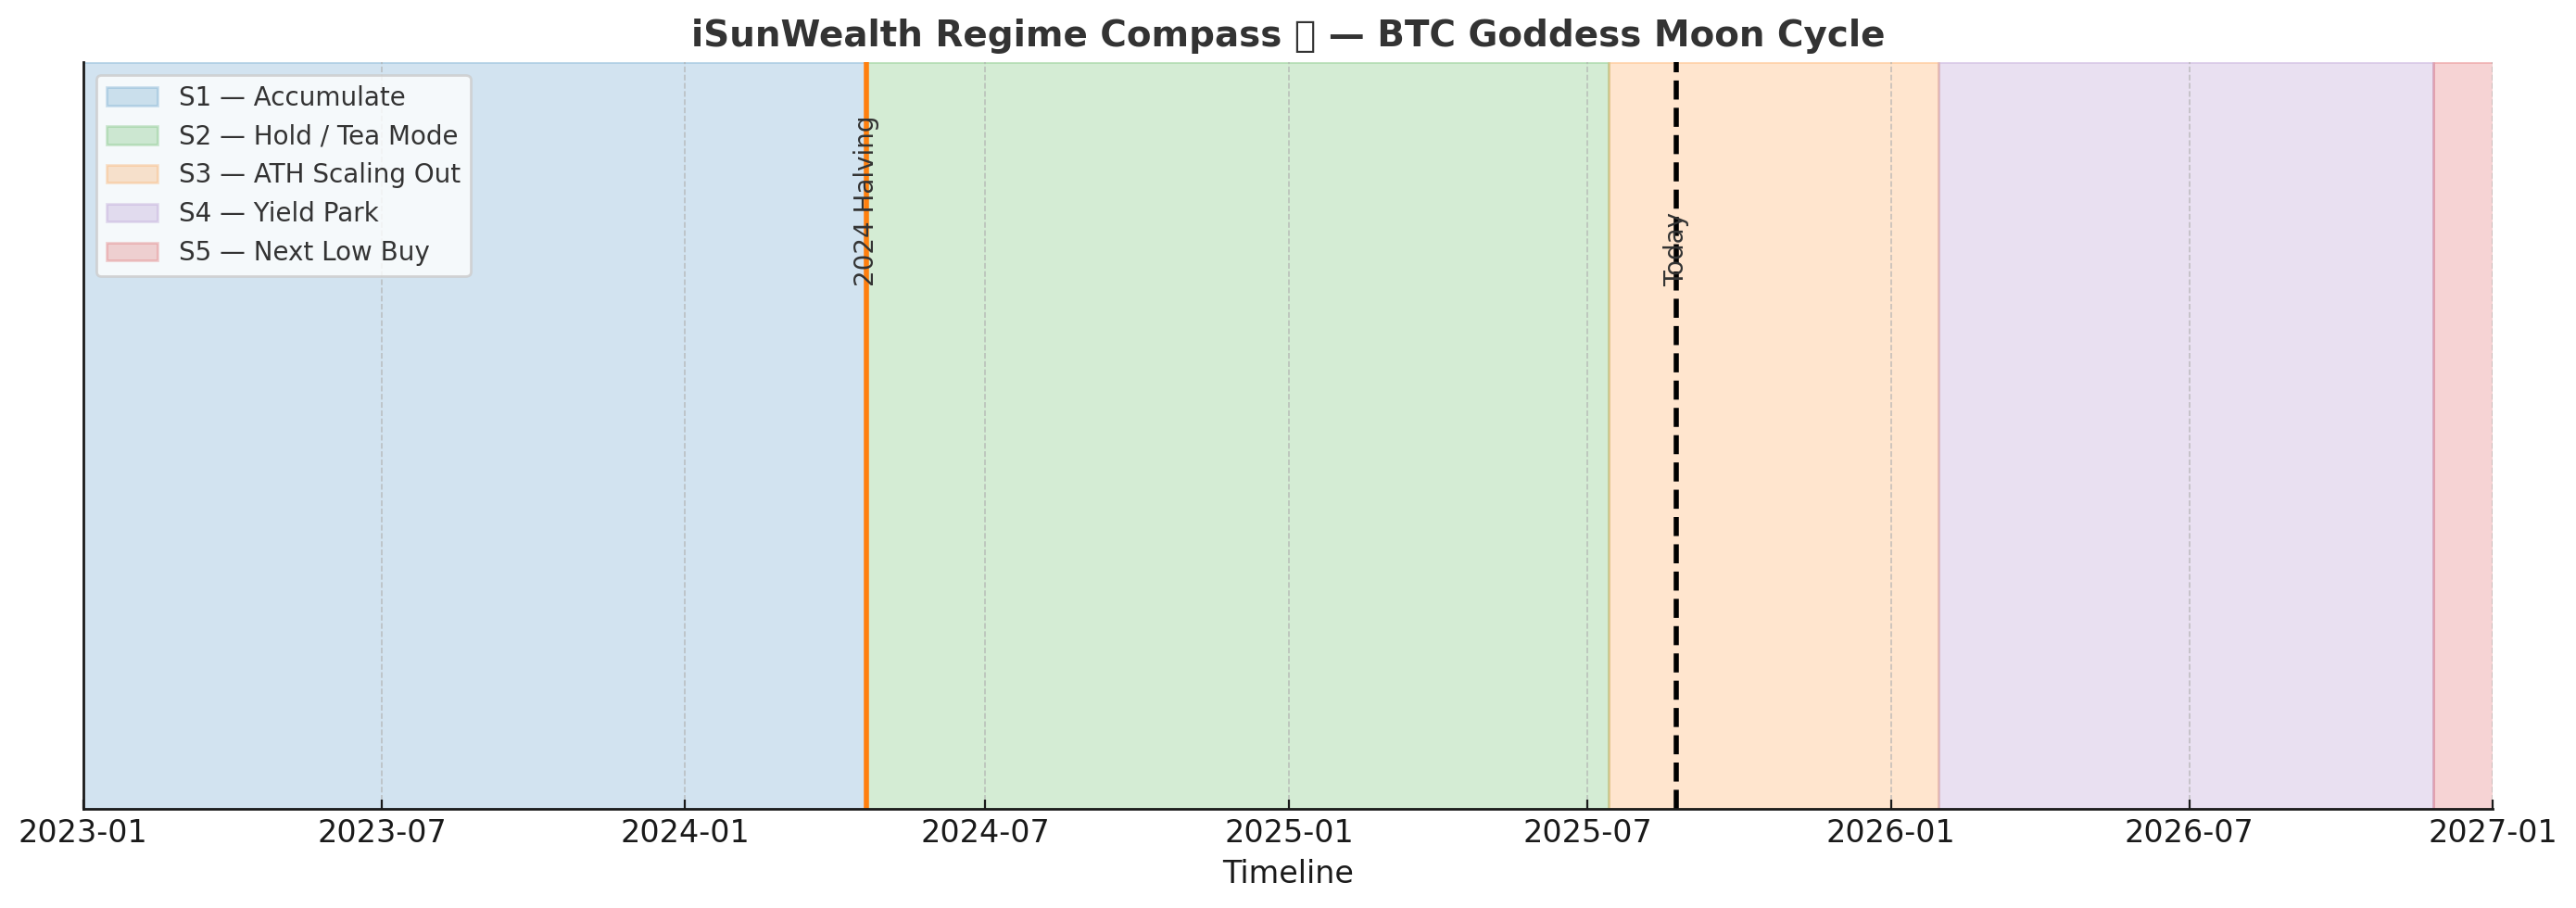 iSunWealth Regime Compass ▯ — BTC Goddess Moon Cycle
S1 — Accumulate
S2 — Hold / Tea Mode
S3 — ATH Scaling Out
S4 — Yield Park
S5 — Next Low Buy
2024 Halving
Today
2023-01 2023-07 2024-01 2024-07 2025-01 2025-07 2026-01 2026-07 2027-01
Timeline